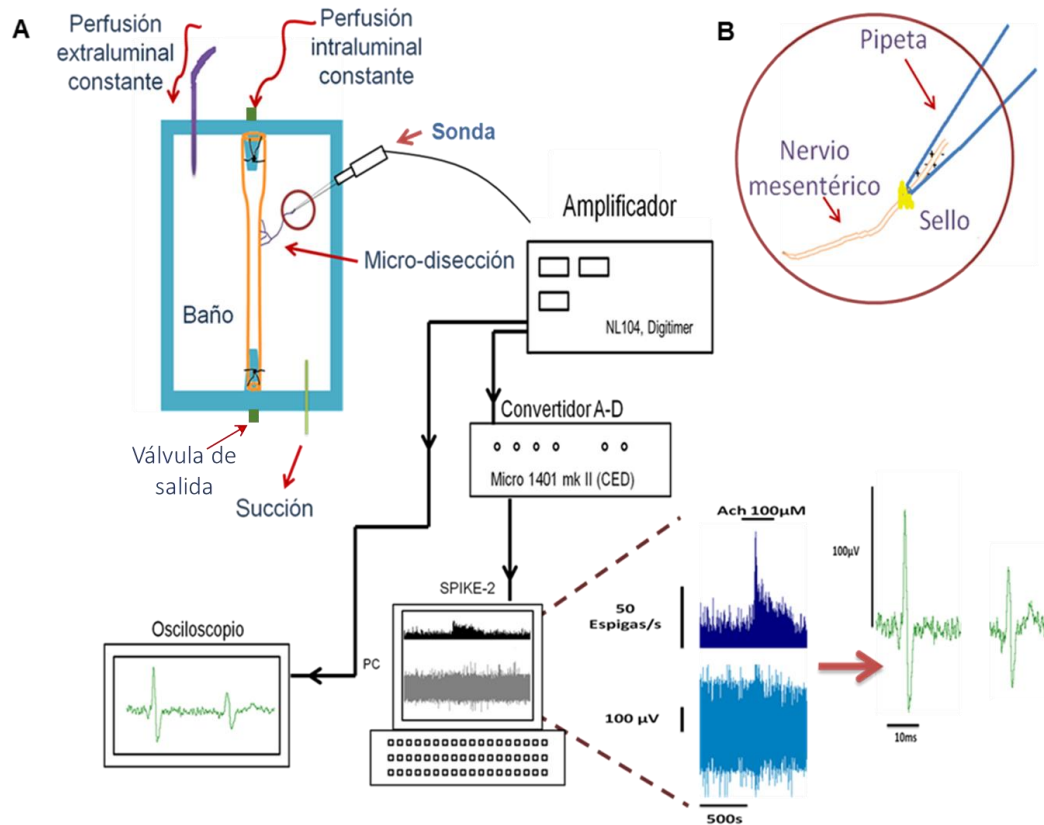 A
Perfusión
extraluminal
constante
Perfusión
intraluminal
constante
Sonda
Micro-disección
Baño
Válvula de
salida
Succión
B
Pipeta
Nervio
mesentérico
Sello
Amplificador
NL104, Digitimer
Convertidor A-D
Micro 1401 mk II (CED)
SPIKE-2
PC
Osciloscopio
Ach 100µM
50
Espigas/s
100 µV
500s
100µV
10ms